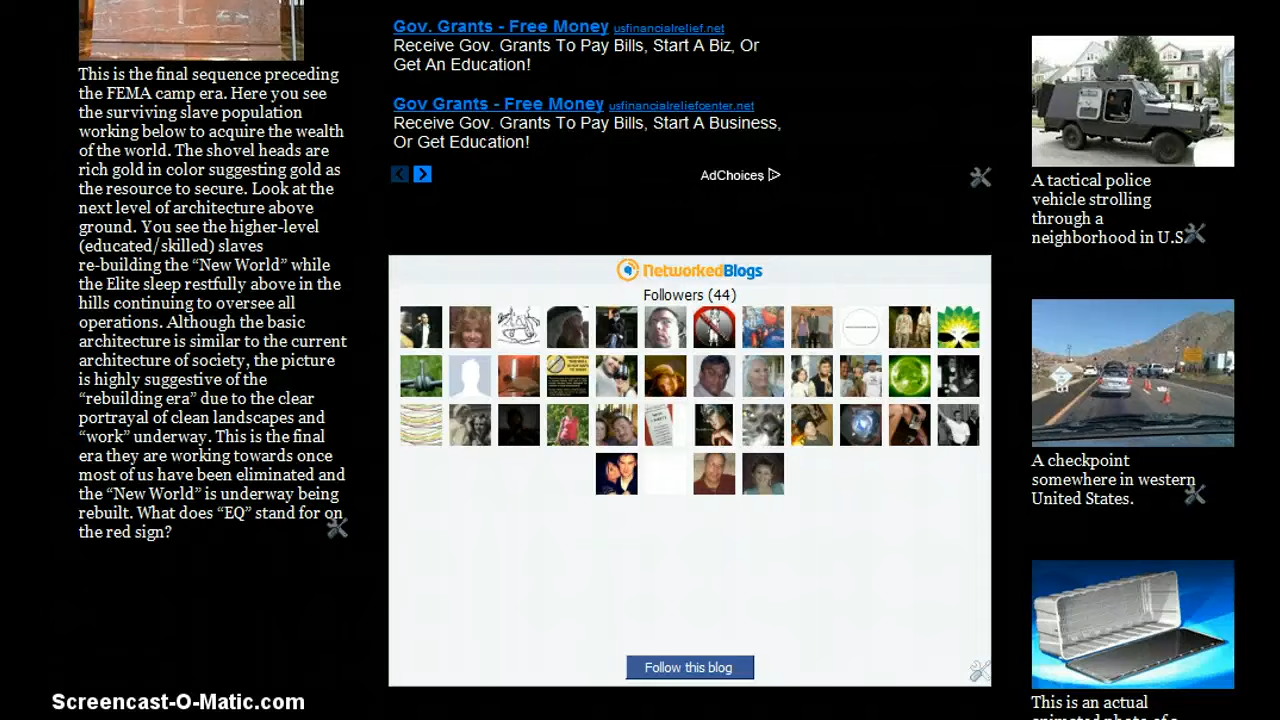 This is the final sequence preceding
the FEMA camp era. Here you see
the surviving slave population
working below to acquire the wealth
of the world. The shovel heads are
rich gold in color suggesting gold as
the resource to secure. Look at the
next level of architecture above
ground. You see the higher-level
(educated/skilled) slaves
re-building the “New World” while
the Elite sleep restfully above in the
hills continuing to oversee all
operations. Although the basic
architecture is similar to the current
architecture of society, the picture
is highly suggestive of the
“rebuilding era” due to the clear
portrayal of clean landscapes and
“work” underway. This is the final
era they are working towards once
most of us have been eliminated and
the “New World” is underway being
rebuilt. What does “EQ” stand for on
the red sign?
Gov. Grants - Free Money usfinancialrelief.net
Receive Gov. Grants To Pay Bills, Start A Biz, Or
Get An Education!
Gov Grants - Free Money usfinancialreliefcenter.net
Receive Gov. Grants To Pay Bills, Start A Business,
Or Get Education!
AdChoices
NetworkedBlogs
Followers (44)
Follow this blog
A tactical police
vehicle strolling
through a
neighborhood in U.S.
A checkpoint
somewhere in western
United States.
This is an actual
Screencast-O-Matic.com